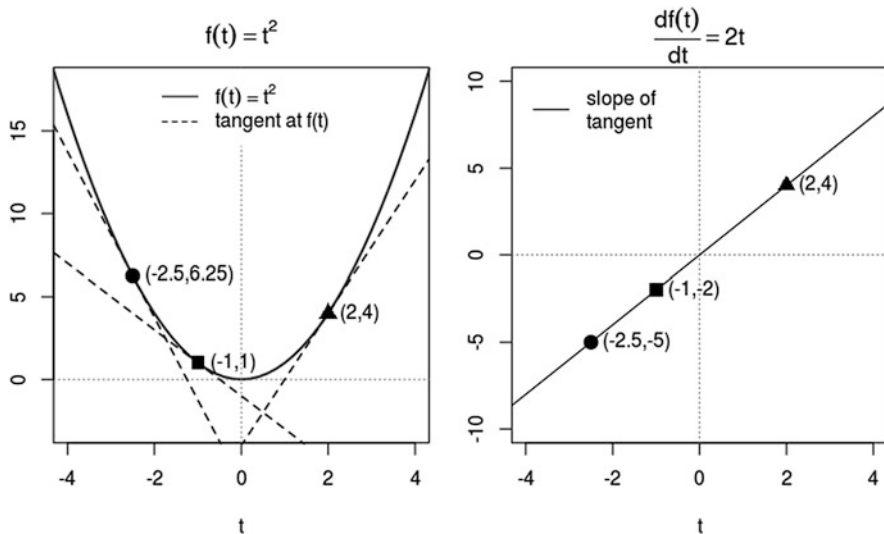 f(t) = t²
f(t) = t²
tangent at f(t)
15
10
5
0
(-2.5,6.25)
(-1,1)
(2,4)
-4 -2 0 2 4
t
df(t)
dt
= 2t
slope of
tangent
10
5
0
-5
-10
(2,4)
(-1,-2)
(-2.5,-5)
-4 -2 0 2 4
t